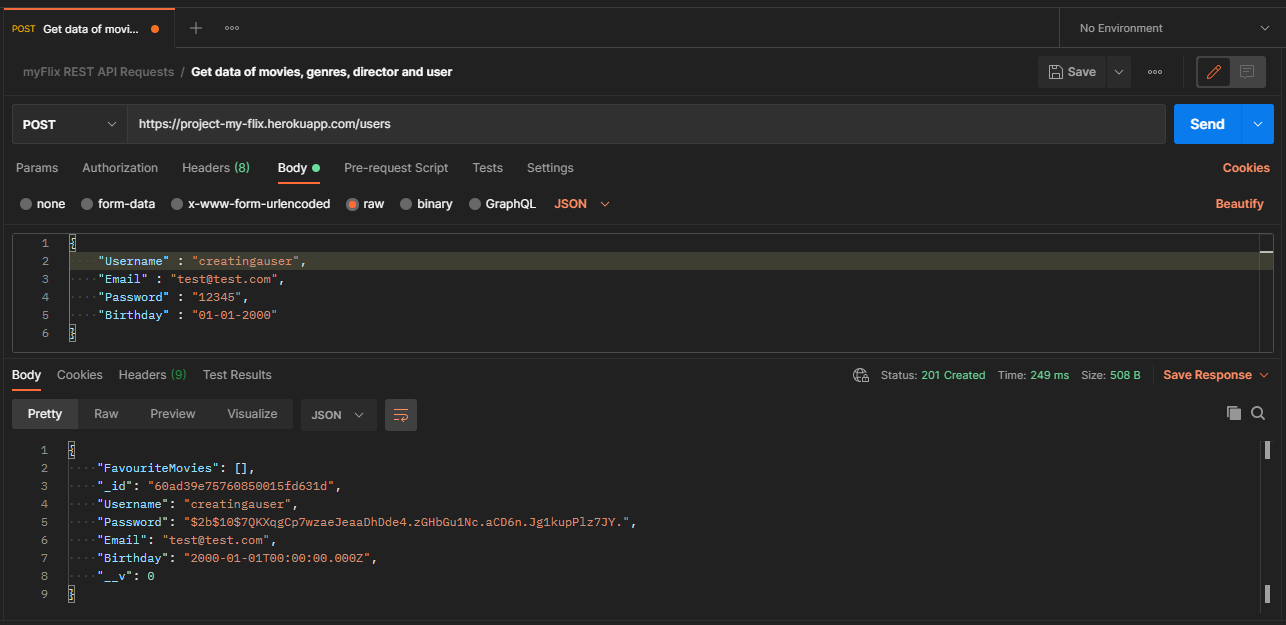 POST Get data of movi...
No Environment
myFlix REST API Requests / Get data of movies, genres, director and user
Save
POST https://project-my-flix.herokuapp.com/users
Send
Params Authorization Headers (8) Body Pre-request Script Tests Settings
Cookies
none form-data x-www-form-urlencoded raw binary GraphQL JSON
Beautify
1 {
2 "Username" : "creatingauser",
3 "Email" : "test@test.com",
4 "Password" : "12345",
5 "Birthday" : "01-01-2000"
6 }
Body Cookies Headers (9) Test Results
Status: 201 Created Time: 249 ms Size: 508 B Save Response
Pretty Raw Preview Visualize JSON
1 {
2 "FavouriteMovies": [],
3 "_id": "60ad39e75760850015fd631d",
4 "Username": "creatingauser",
5 "Password": "$2b$10$7QKXqgCp7wzaeJeaaDhDde4.zGHbGu1Nc.aCD6n.Jg1kupPlz7JY.",
6 "Email": "test@test.com",
7 "Birthday": "2000-01-01T00:00:00.000Z",
8 "__v": 0
9 }